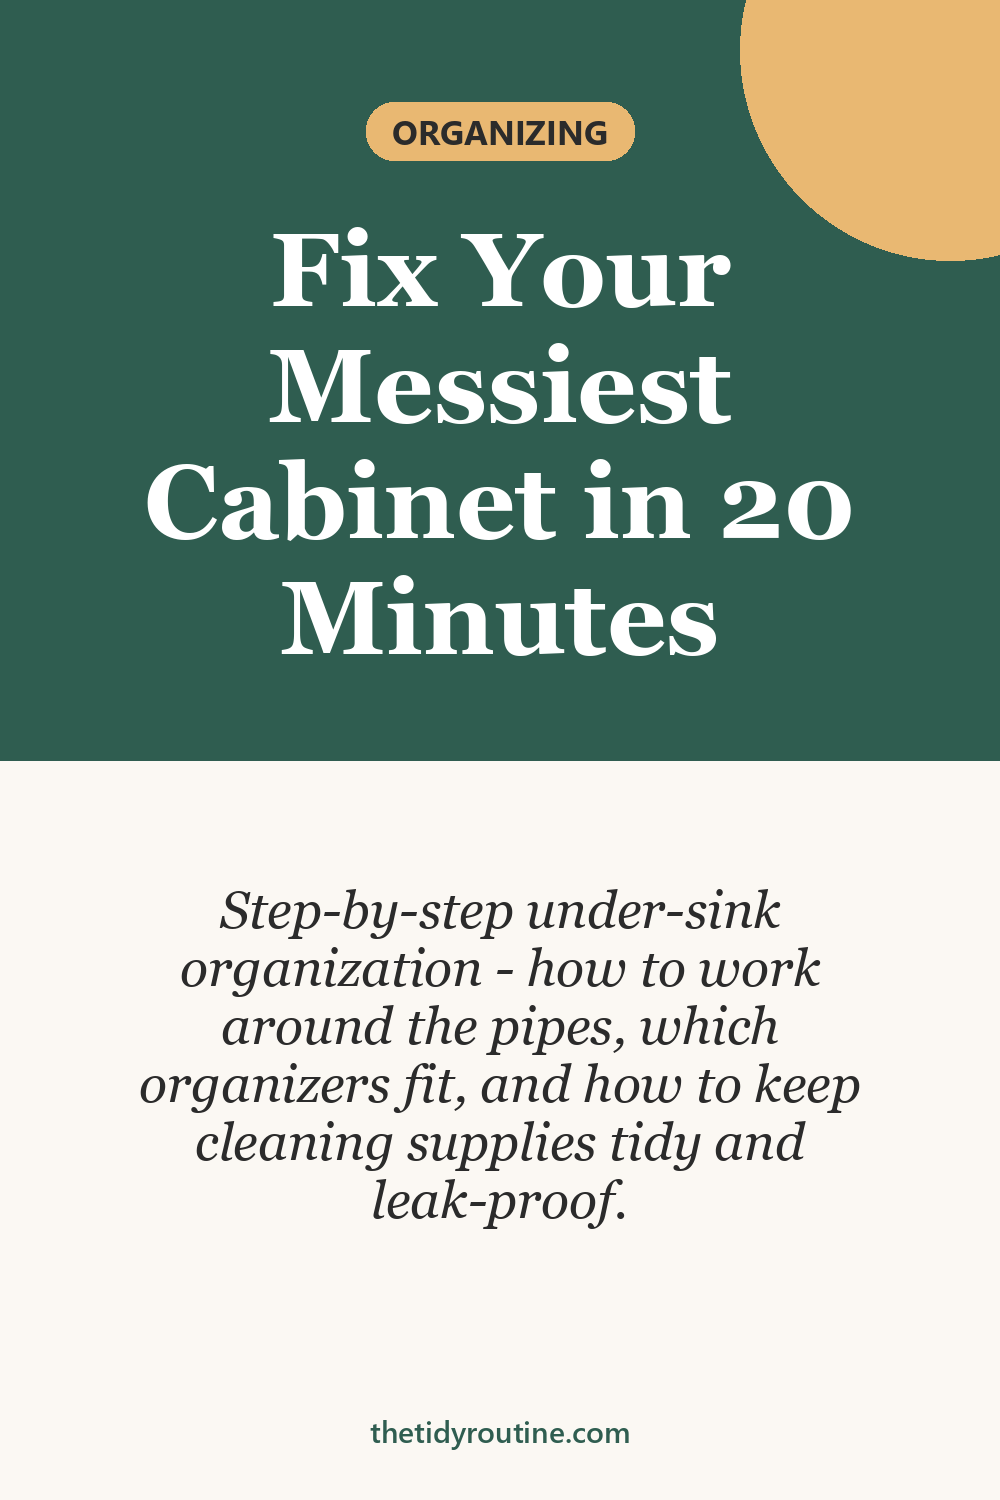 ORGANIZING
Fix Your
Messiest
Cabinet in 20
Minutes
Step-by-step under-sink
organization - how to work
around the pipes, which
organizers fit, and how to keep
cleaning supplies tidy and
leak-proof.
thetidyroutine.com